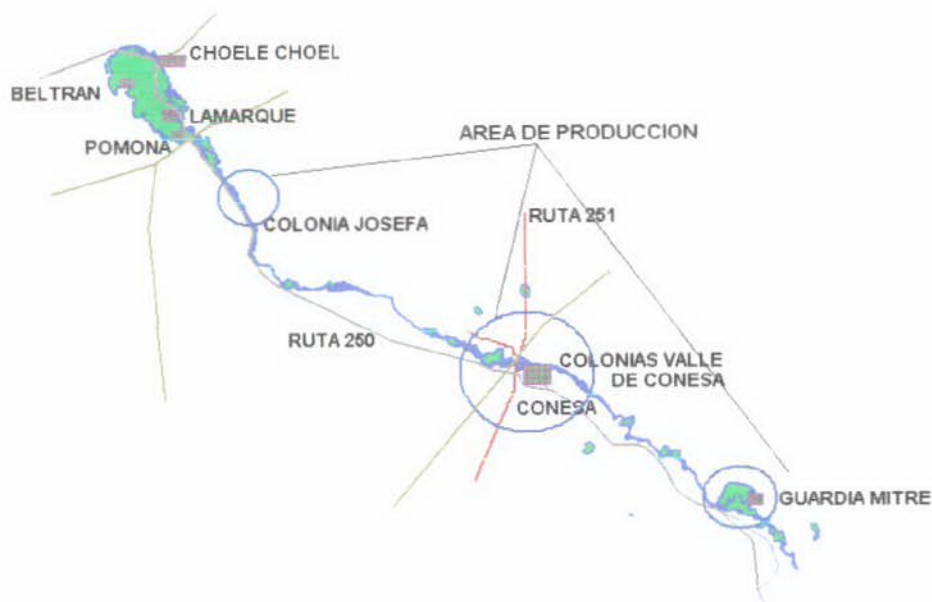 CHOELE CHOEL
BELTRAN
LAMARQUE
POMONA
AREA DE PRODUCCION
COLONIA JOSEFA
RUTA 251
RUTA 250
COLONIAS VALLE
DE CONESA
CONESA
GUARDIA MITRE